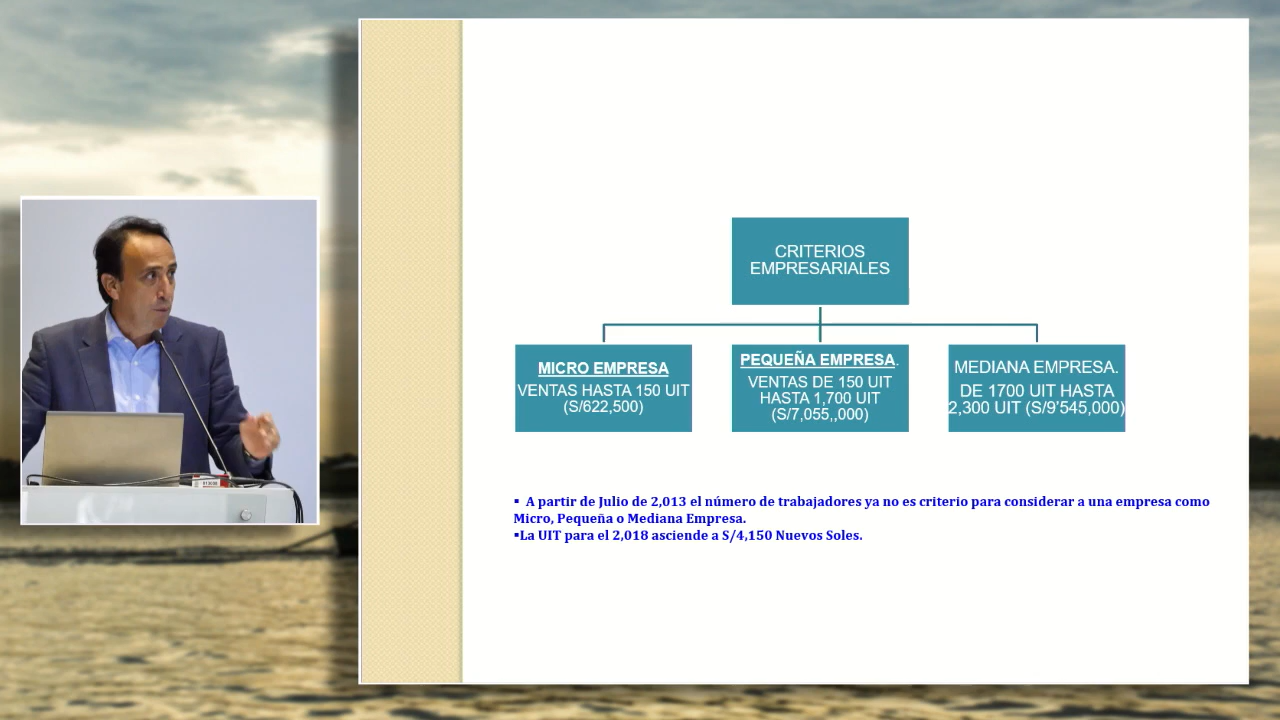 CRITERIOS
EMPRESARIALES
MICRO EMPRESA
VENTAS HASTA 150 UIT
(S/622,500)
PEQUEÑA EMPRESA.
VENTAS DE 150 UIT
HASTA 1,700 UIT
(S/7,055,,000)
MEDIANA EMPRESA.
DE 1700 UIT HASTA
2,300 UIT (S/9'545,000)
▪ A partir de Julio de 2,013 el número de trabajadores ya no es criterio para considerar a una empresa como
Micro, Pequeña o Mediana Empresa.
▪La UIT para el 2,018 asciende a S/4,150 Nuevos Soles.